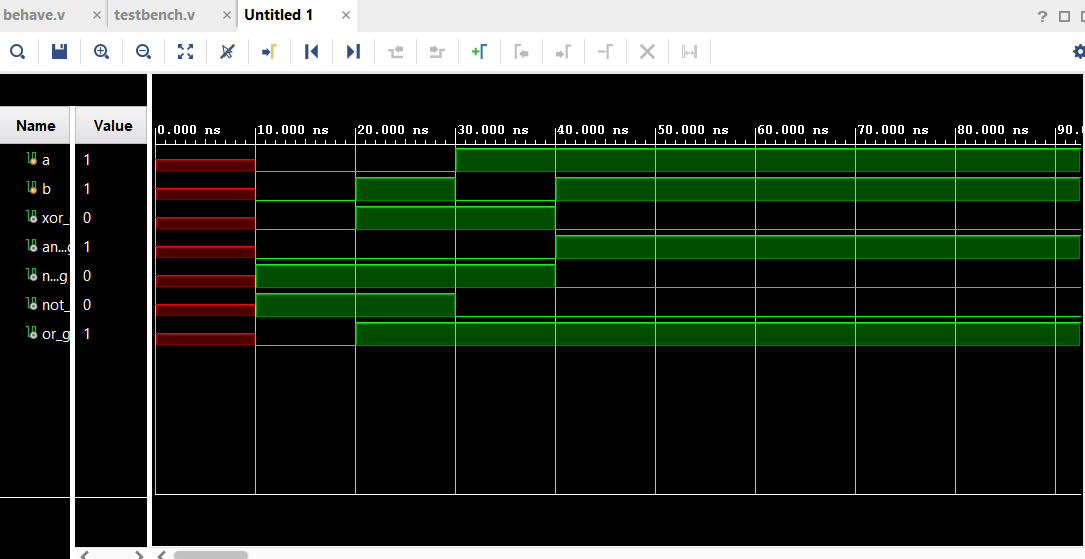 behave.v × testbench.v × Untitled 1 × ?
Name Value 0.000 ns 10.000 ns 20.000 ns 30.000 ns 40.000 ns 50.000 ns 60.000 ns 70.000 ns 80.000 ns 90.0
a 1
b 1
xor_ 0
an...g 1
n...g 0
not_ 0
or_g 1